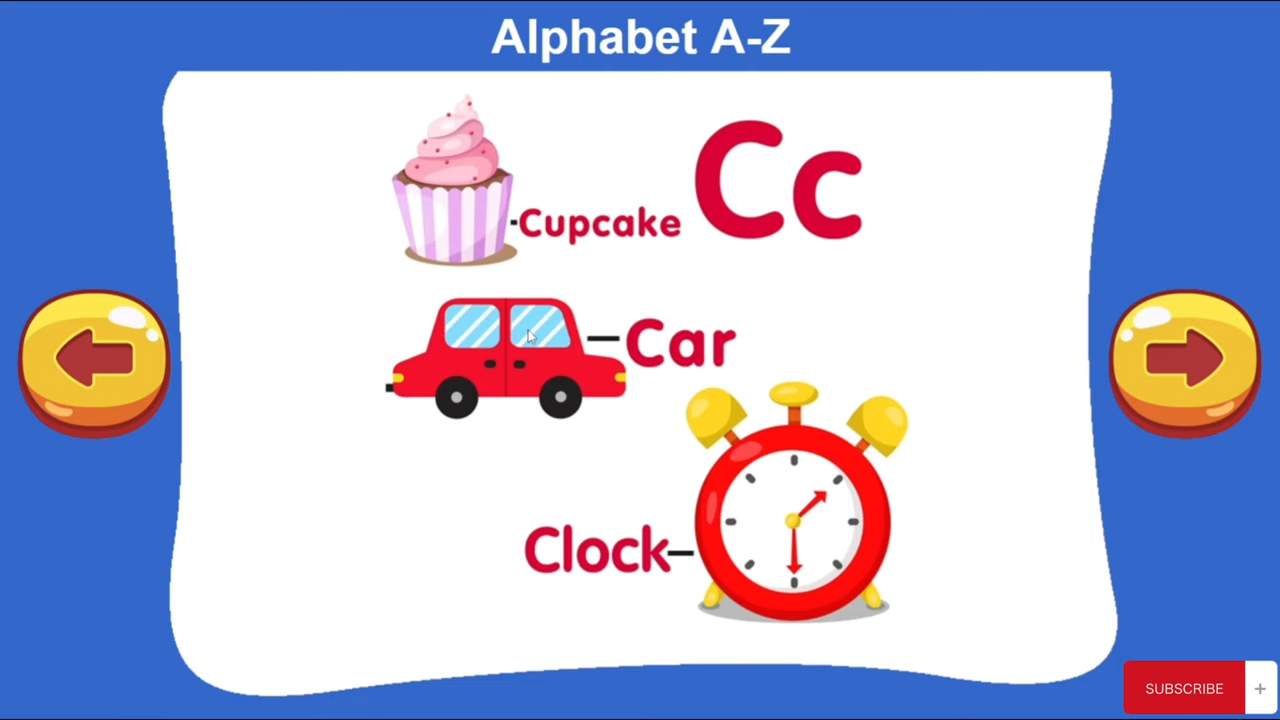 Alphabet A-Z
Cc
-Cupcake
-Car
Clock-
SUBSCRIBE +